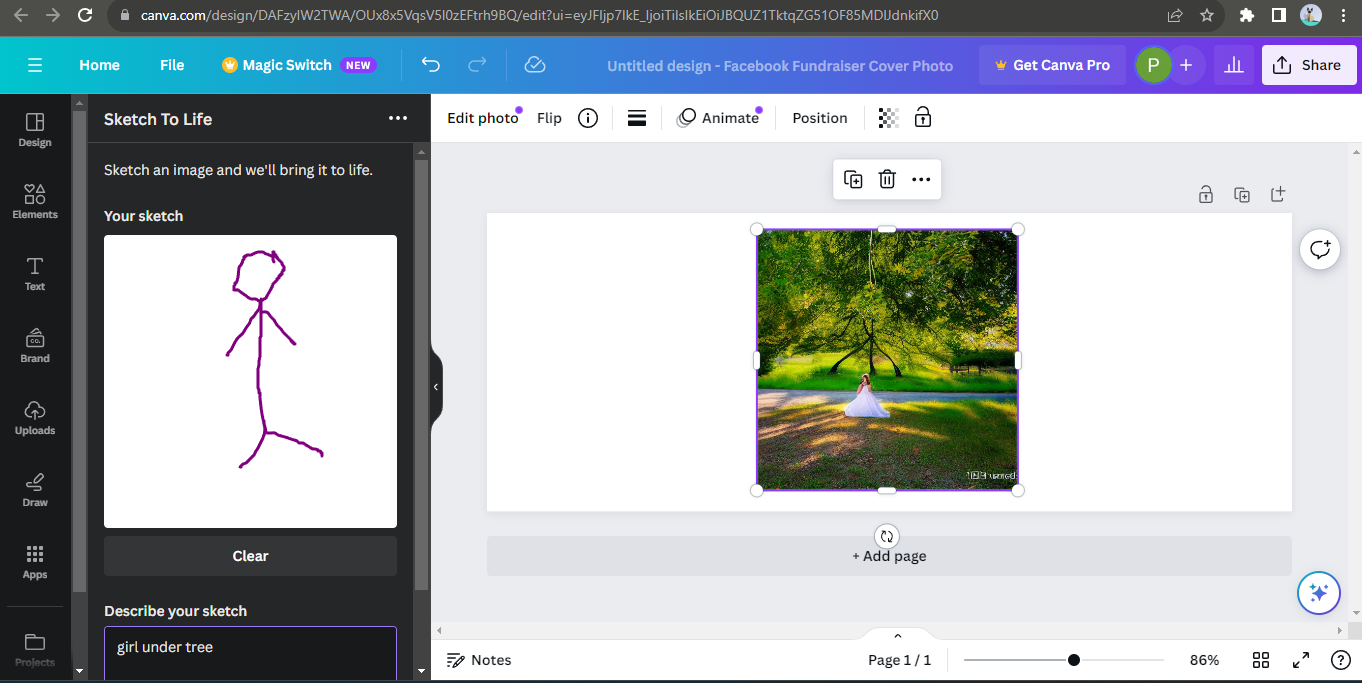 canva.com/design/DAFzylW2TWA/OUx8x5VqsV5l0zEFtrh9BQ/edit?ui=eyJFIjp7IkE_IjoiTiIsIkEiOiJBQUZ1TktqZG51OF85MDlJdnkifX0
Home File Magic Switch NEW Untitled design - Facebook Fundraiser Cover Photo Get Canva Pro P + Share
Sketch To Life
Edit photo Flip Animate Position
Design
Elements
Text
Brand
CO.
Uploads
Draw
Apps
Projects
Sketch an image and we'll bring it to life.
Your sketch
Clear
Describe your sketch
girl under tree
+ Add page
Notes Page 1 / 1 86%